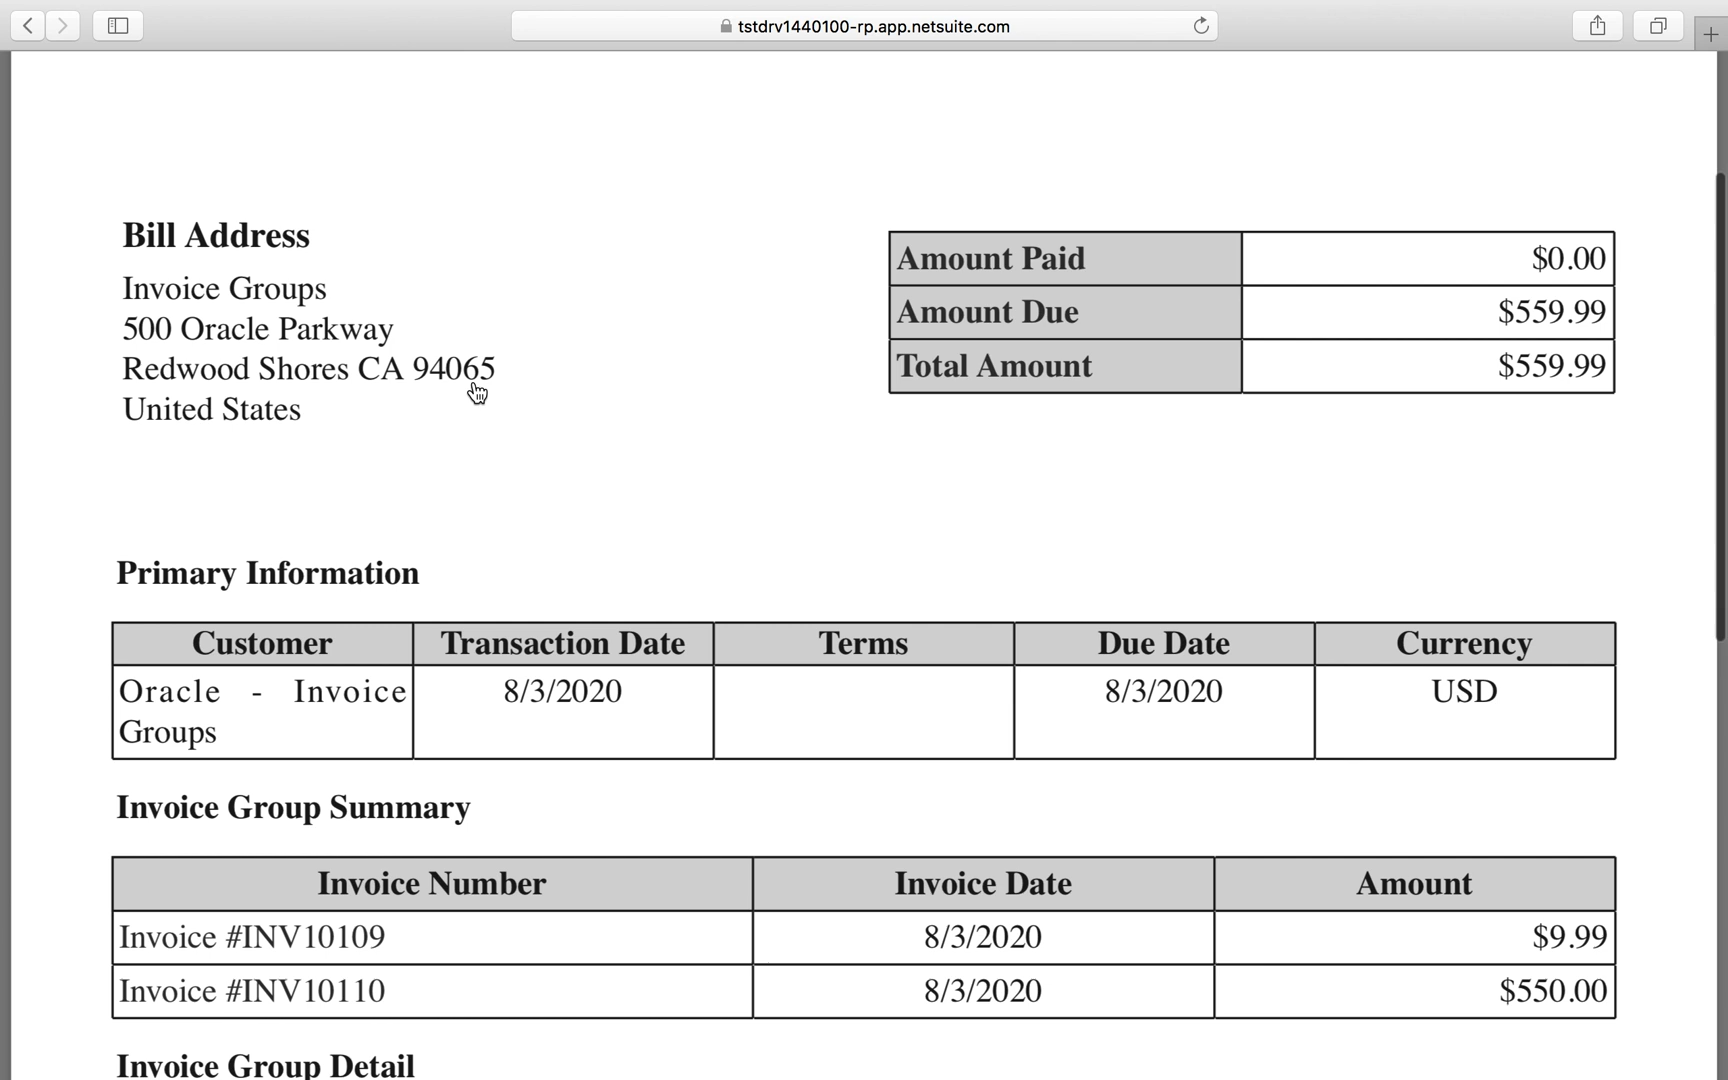 tstdrv1440100-rp.app.netsuite.com
Bill Address
Invoice Groups
500 Oracle Parkway
Redwood Shores CA 94065
United States
Amount Paid $0.00
Amount Due $559.99
Total Amount $559.99
Primary Information
Customer Transaction Date Terms Due Date Currency
Oracle - Invoice 8/3/2020 8/3/2020 USD
Groups
Invoice Group Summary
Invoice Number Invoice Date Amount
Invoice #INV10109 8/3/2020 $9.99
Invoice #INV10110 8/3/2020 $550.00
Invoice Group Detail